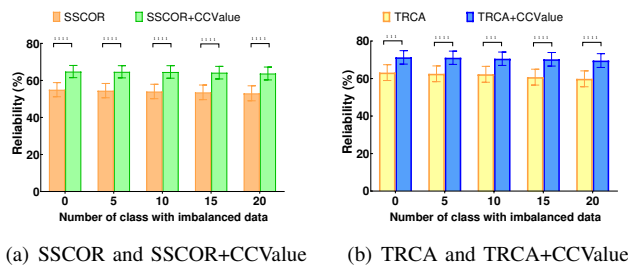 SSCOR SSCOR+CCValue
Reliability (%)
100
80
60
40
20
0
0 5 10 15 20
Number of class with imbalanced data
(a) SSCOR and SSCOR+CCValue
TRCA TRCA+CCValue
Reliability (%)
80
60
40
20
0
0 5 10 15 20
Number of class with imbalanced data
(b) TRCA and TRCA+CCValue